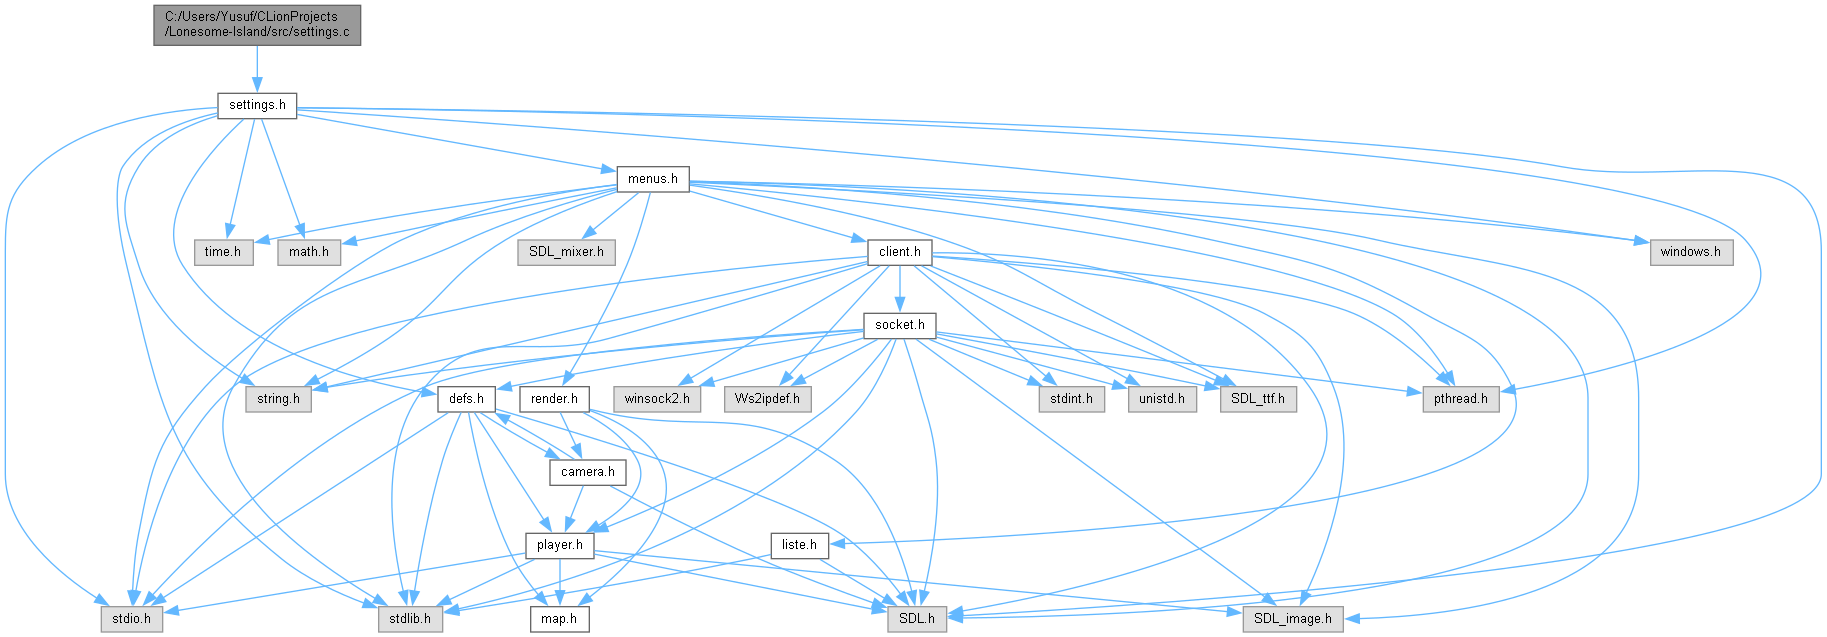 C:/Users/Yusuf/CLionProjects
/Lonesome-Island/src/settings.c
settings.h
menus.h
time.h
math.h
SDL_mixer.h
client.h
windows.h
socket.h
string.h
defs.h
render.h
winsock2.h
Ws2ipdef.h
stdint.h
unistd.h
SDL_ttf.h
pthread.h
camera.h
player.h
liste.h
stdio.h
stdlib.h
map.h
SDL.h
SDL_image.h